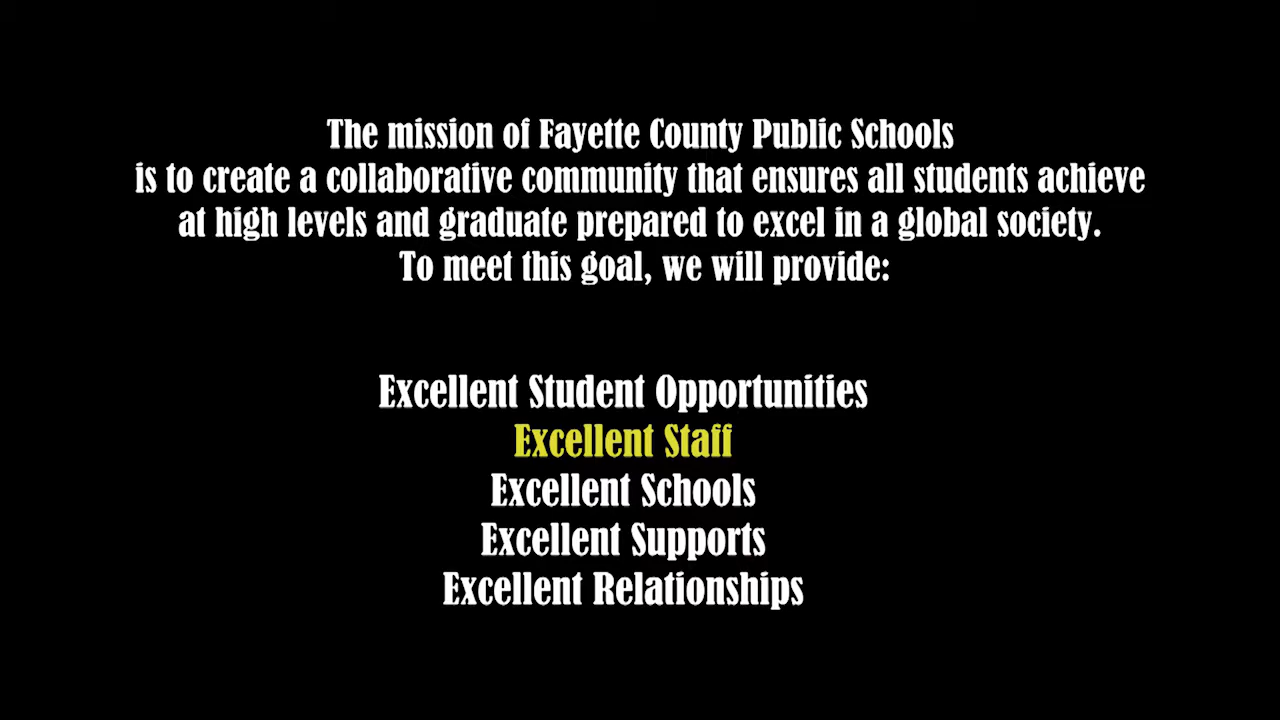 The mission of Fayette County Public Schools
is to create a collaborative community that ensures all students achieve
at high levels and graduate prepared to excel in a global society.
To meet this goal, we will provide:
Excellent Student Opportunities
Excellent Staff
Excellent Schools
Excellent Supports
Excellent Relationships